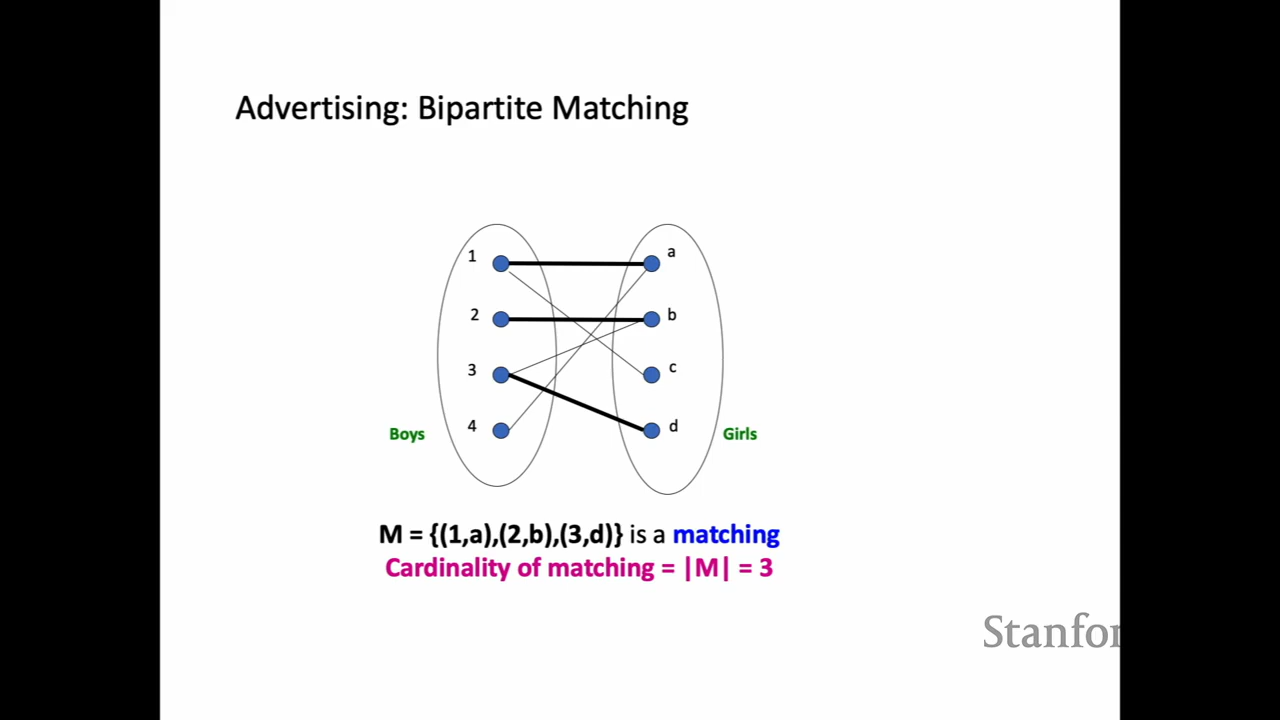 Advertising: Bipartite Matching
1 a
2 b
3 c
4 d
Boys Girls
M = {(1,a),(2,b),(3,d)} is a matching
Cardinality of matching = |M| = 3
Stanfor